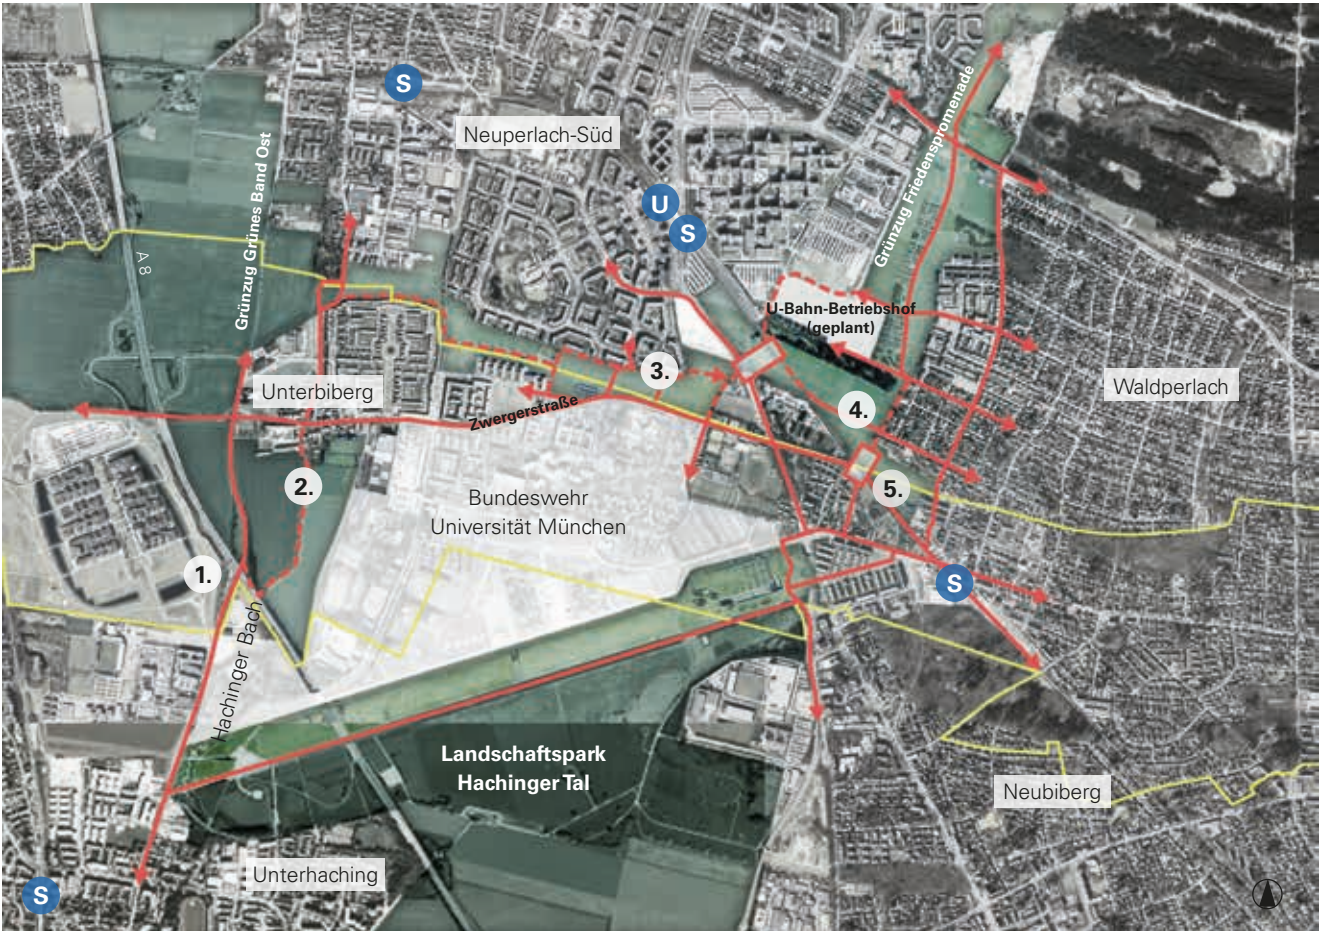 S
Neuperlach-Süd
Grünzug Friedenspromenade
Grünzug Grünes Band Ost
U
S
A 8
U-Bahn-Betriebshof
(geplant)
3.
Unterbiberg
Waldperlach
Zwergerstraße
4.
2.
Bundeswehr
Universität München
5.
1.
S
Hachinger Bach
Landschaftspark
Hachinger Tal
Neubiberg
Unterhaching
S